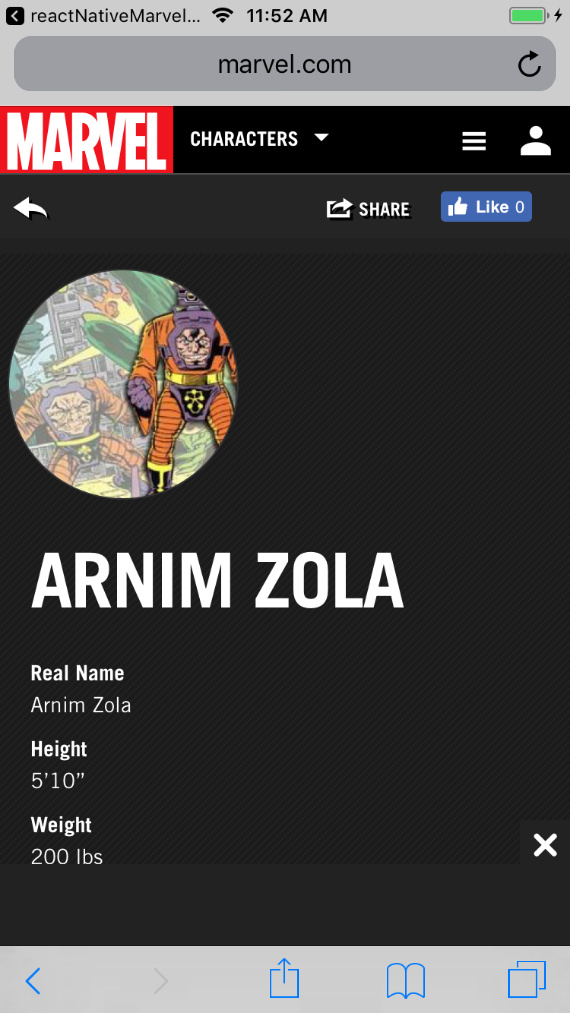 reactNativeMarvel... 11:52 AM
marvel.com
MARVEL CHARACTERS
SHARE Like 0
ARNIM ZOLA
Real Name
Arnim Zola
Height
5’10”
Weight
200 lbs